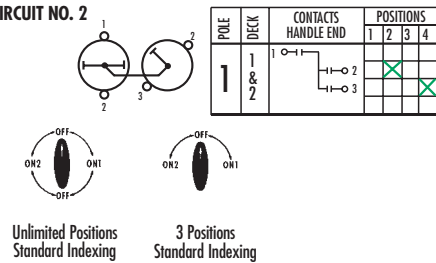 IRCUIT NO. 2
1
2
2
3
POLE DECK CONTACTS HANDLE END POSITIONS
1 2 3 4
1 1 & 2 1
2
3
OFF
ON2 ON1
OFF
OFF
ON2 ON1
Unlimited Positions
Standard Indexing
3 Positions
Standard Indexing